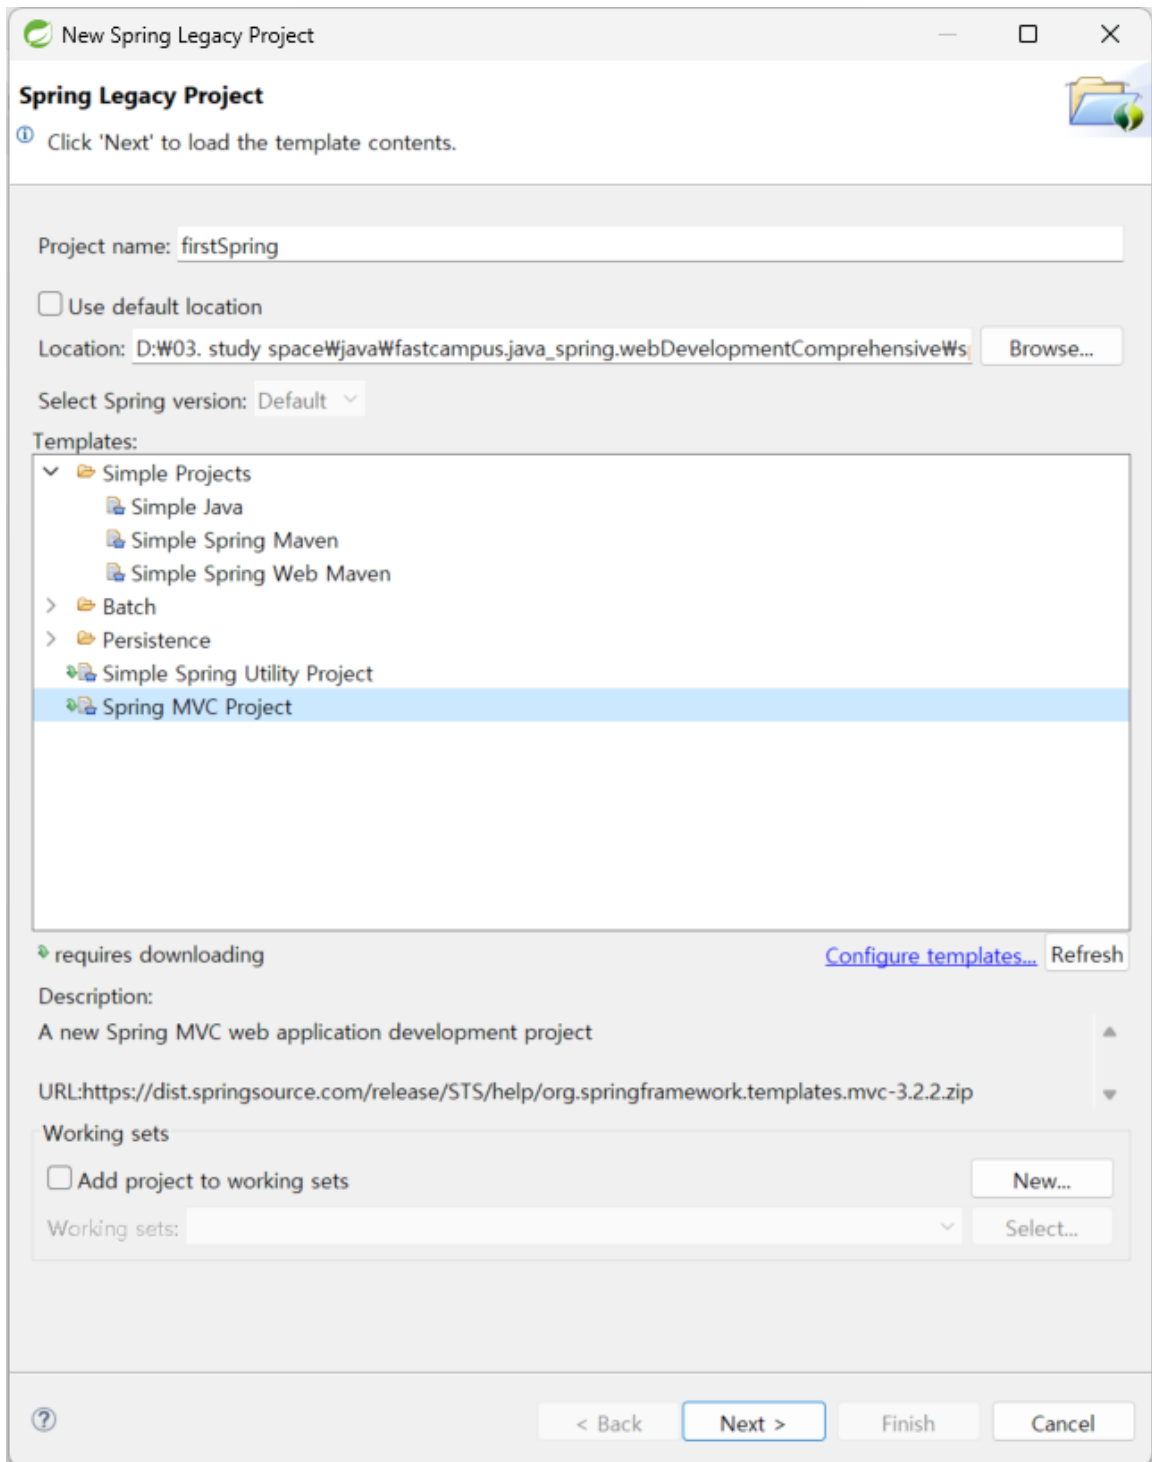 New Spring Legacy Project
Spring Legacy Project
Click 'Next' to load the template contents.
Project name: firstSpring
Use default location
Location: D:₩03. study space₩java₩fastcampus.java_spring.webDevelopmentComprehensive₩s Browse...
Select Spring version: Default
Templates:
Simple Projects
Simple Java
Simple Spring Maven
Simple Spring Web Maven
Batch
Persistence
Simple Spring Utility Project
Spring MVC Project
requires downloading Configure templates... Refresh
Description:
A new Spring MVC web application development project
URL:https://dist.springsource.com/release/STS/help/org.springframework.templates.mvc-3.2.2.zip
Working sets
Add project to working sets New...
Working sets: Select...
< Back Next > Finish Cancel